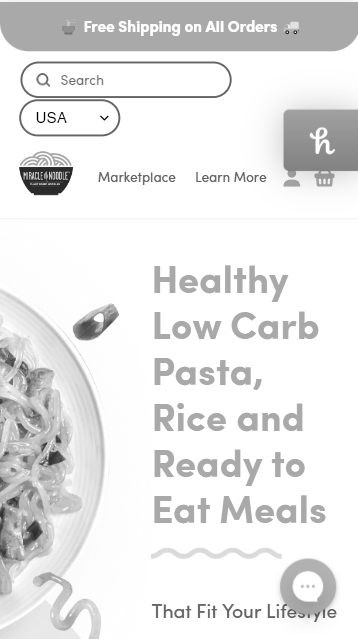 Free Shipping on All Orders
Search
USA
MIRACLE NOODLE
Marketplace
Learn More
h
Healthy
Low Carb
Pasta,
Rice and
Ready to
Eat Meals
That Fit Your Lifestyle